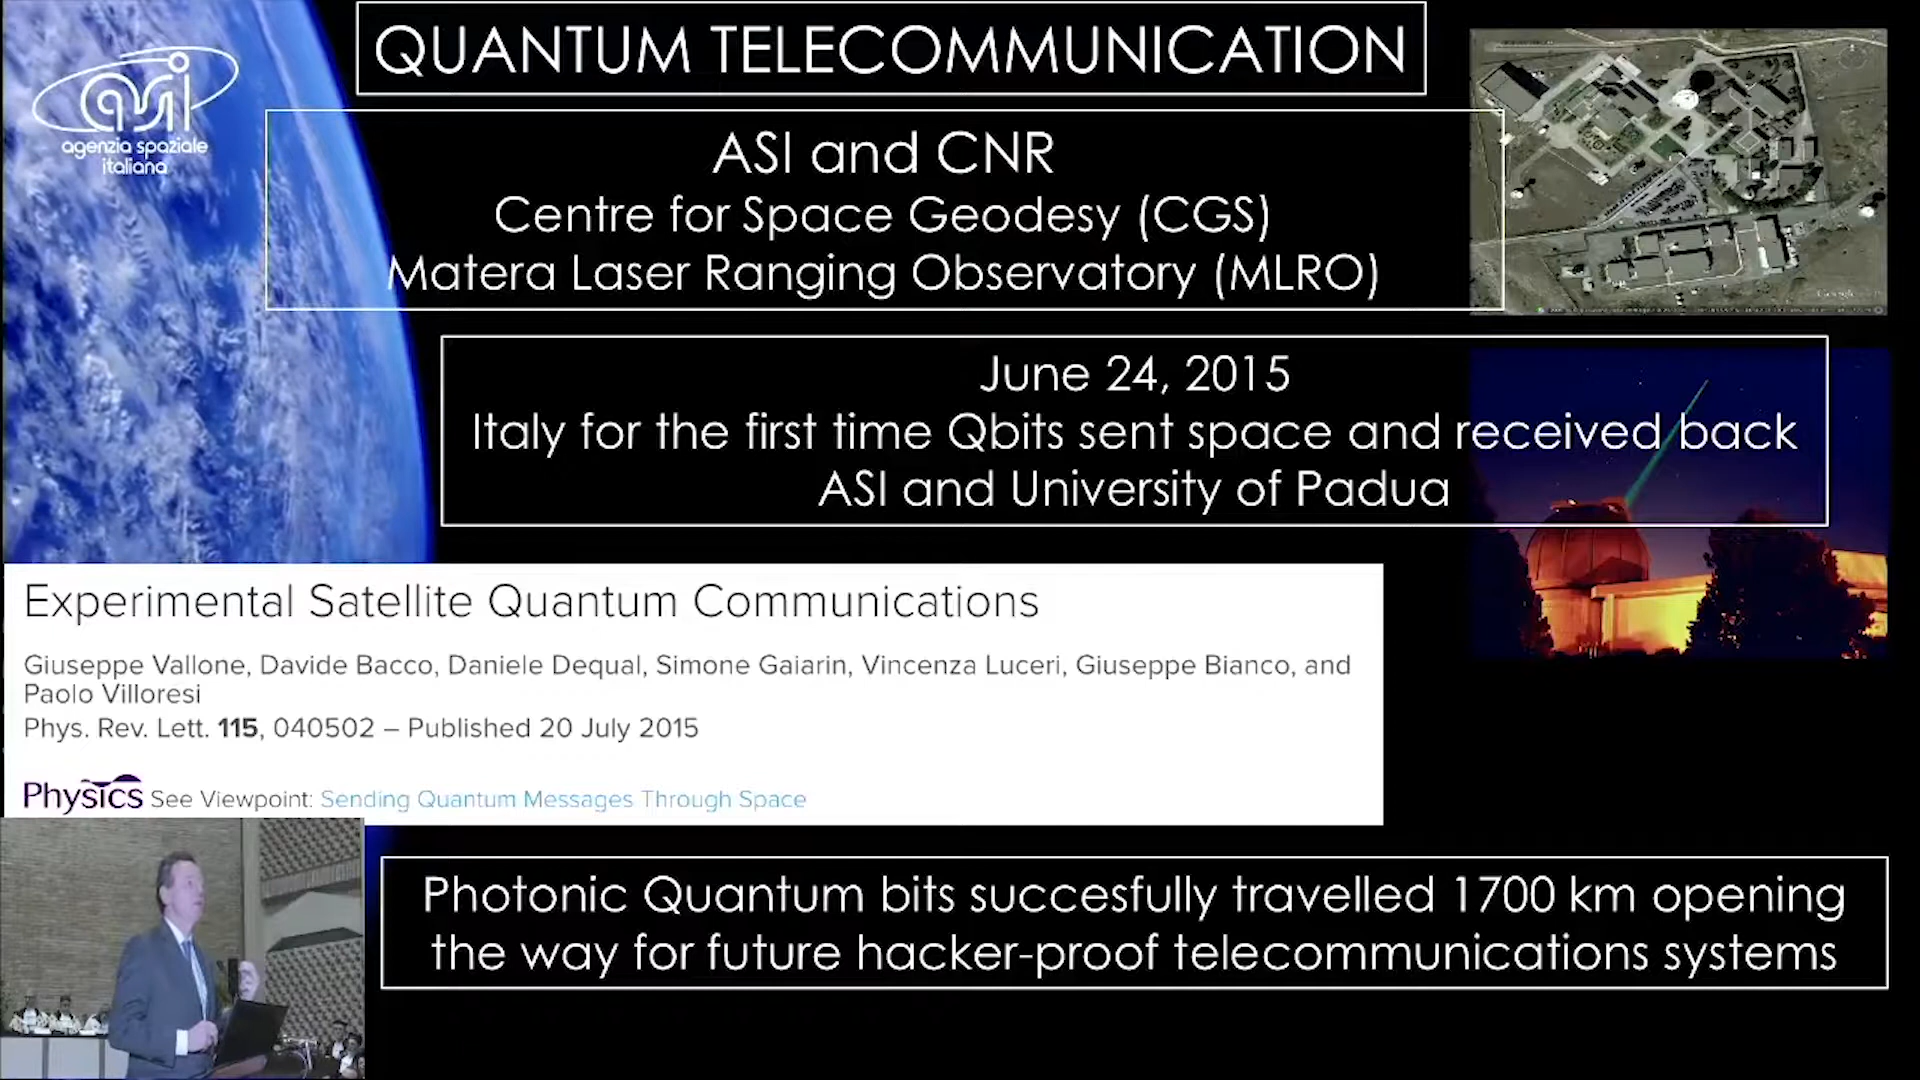 QUANTUM TELECOMMUNICATION
asi
agenzia spaziale
italiana
ASI and CNR
Centre for Space Geodesy (CGS)
Matera Laser Ranging Observatory (MLRO)
June 24, 2015
Italy for the first time Qbits sent space and received back
ASI and University of Padua
Experimental Satellite Quantum Communications
Giuseppe Vallone, Davide Bacco, Daniele Dequal, Simone Gaiarin, Vincenza Luceri, Giuseppe Bianco, and
Paolo Villoresi
Phys. Rev. Lett. 115, 040502 – Published 20 July 2015
Physics See Viewpoint: Sending Quantum Messages Through Space
Photonic Quantum bits succesfully travelled 1700 km opening
the way for future hacker-proof telecommunications systems